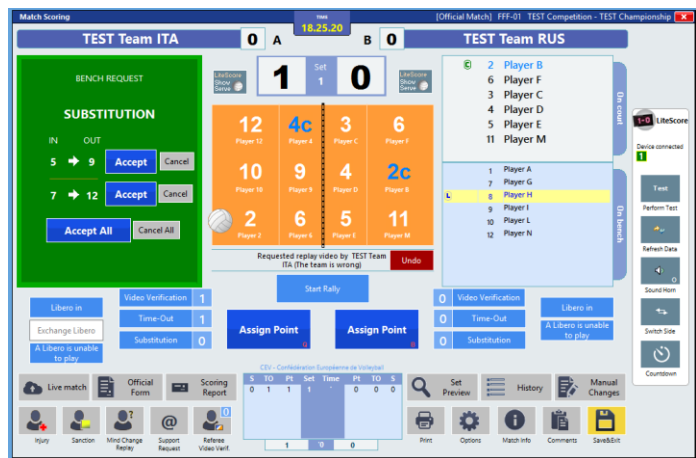 Match Scoring
TIME
18.25.20
[Official Match] FFF-01 TEST Competition - TEST Championship
TEST Team ITA
0 A
B 0
TEST Team RUS
BENCH REQUEST
SUBSTITUTION
IN OUT
5 9 Accept Cancel
7 12 Accept Cancel
Accept All Cancel All
LiteScore
Show
Serve
1
Set
1
0
LiteScore
Show
Serve
12 4c 3 6
Player 12 Player 4 Player C Player F
10 9 4 2c
Player 10 Player 9 Player D Player B
2 6 5 11
Player 2 Player 6 Player E Player M
Requested replay video by TEST Team
ITA (The team is wrong)
Undo
C 2 Player B
6 Player F
3 Player C
4 Player D
5 Player E
11 Player M
On court
1 Player A
7 Player G
L 8 Player H
9 Player I
10 Player L
12 Player N
On bench
1-0 LiteScore
Device connected
1
Test
Perform Test
Refresh Data
Sound Horn
Switch Side
Countdown
Libero in
Exchange Libero
A Libero is unable
to play
Video Verification 1
Time-Out 1
Substitution 0
Start Rally
Assign Point
Assign Point
0 Video Verification
0 Time-Out
0 Substitution
Libero in
A Libero is unable
to play
CEV - Confédération Européenne de Volleyball
S TO Pt Set Time Pt TO S
0 1 1 1 ' 0 0 0
1 '0 0
Live match
Official
Form
Scoring
Report
Set
Preview
History
Manual
Changes
Injury
Sanction
Mind Change
Replay
@
Support
Request
0
Referee
Video Verif.
Print
Options
Match Info
Comments
Save&Exit